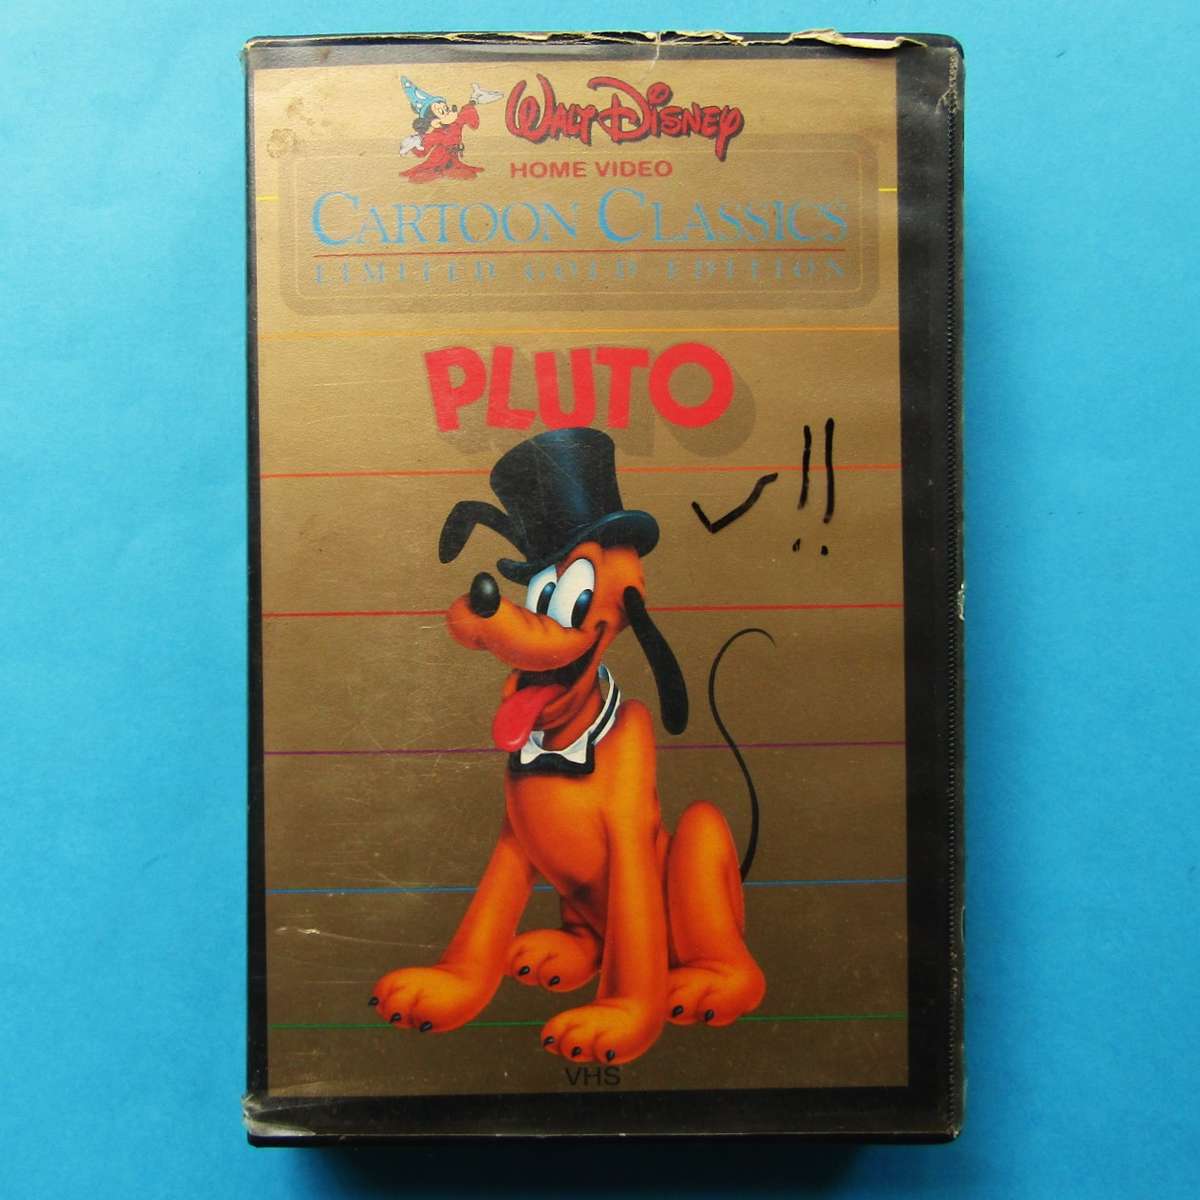 WALT DISNEY
HOME VIDEO
CARTOON CLASSICS
LIMITED GOLD EDITION
PLUTO
!!
VHS